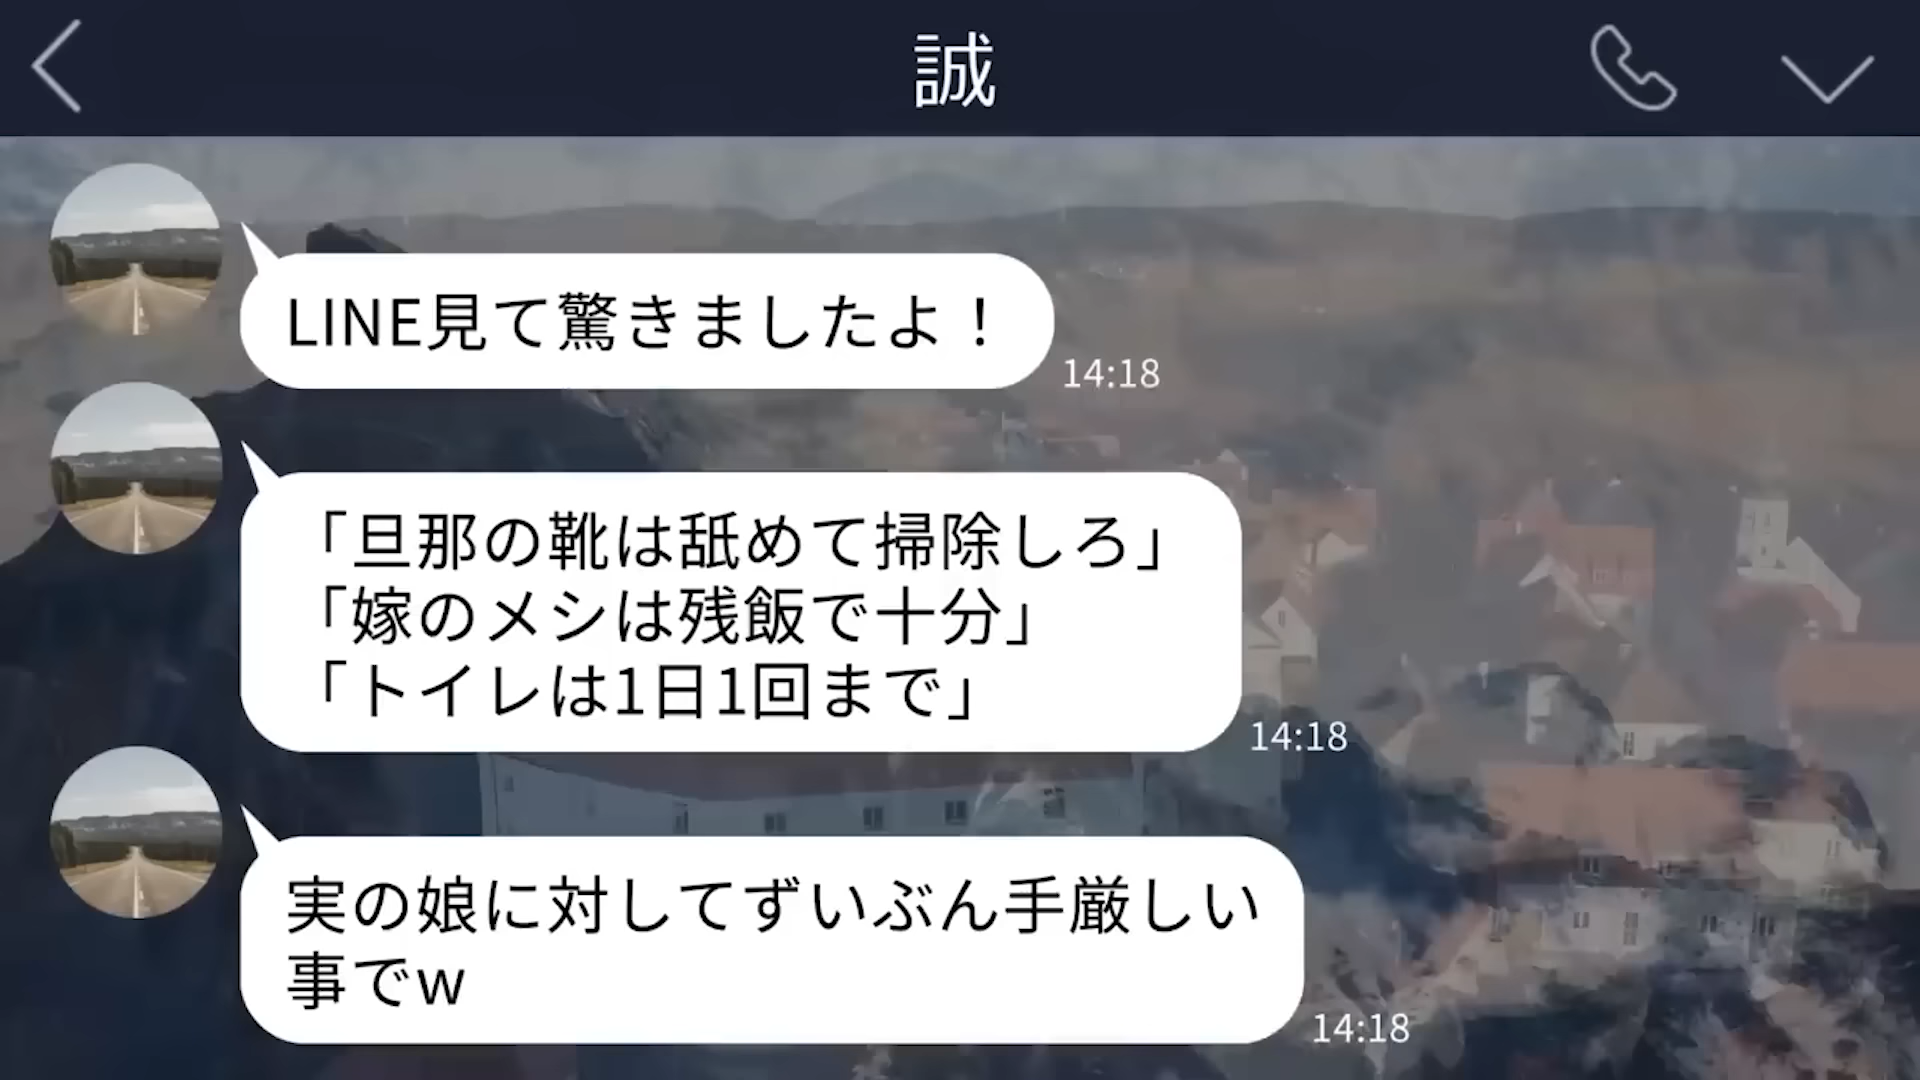 誠
LINE見て驚きましたよ！
14:18
「旦那の靴は舐めて掃除しろ」
「嫁のメシは残飯で十分」
「トイレは1日1回まで」
14:18
実の娘に対してずいぶん手厳しい
事でw
14:18